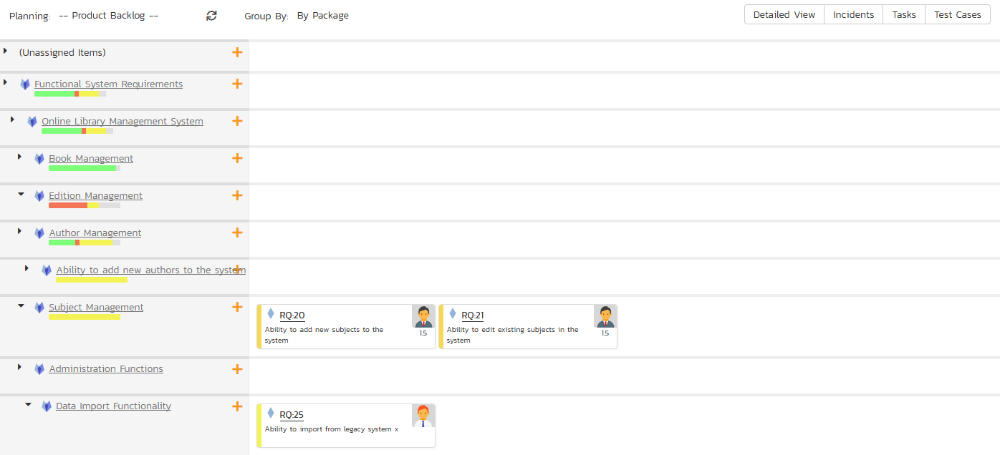 Planning: -- Product Backlog -- Group By: By Package Detailed View Incidents Tasks Test Cases
(Unassigned Items)
Functional System Requirements
Online Library Management System
Book Management
Edition Management
Author Management
Ability to add new authors to the system
Subject Management
RQ:20
Ability to add new subjects to the
system
1.5
RQ:21
Ability to edit existing subjects in the
system
1.5
Administration Functions
Data Import Functionality
RQ:25
Ability to import from legacy system x